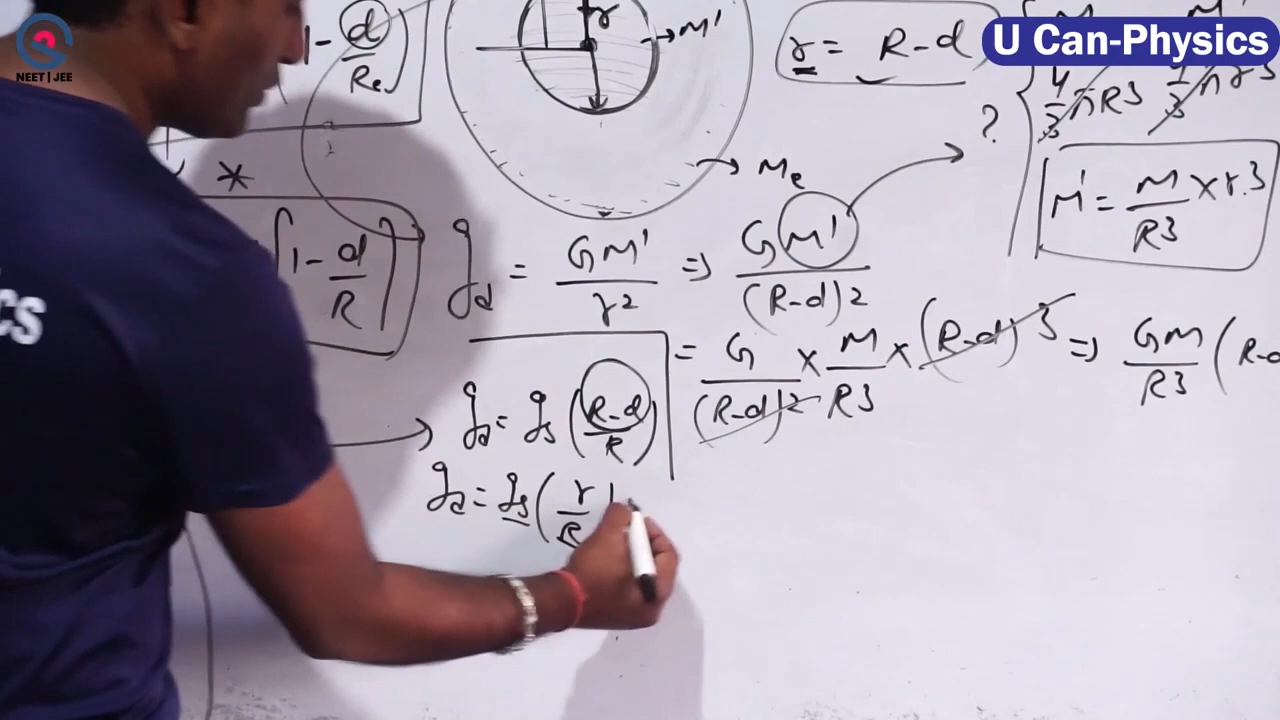 NEET | JEE
U Can-Physics
1 - d/Re)
r
→ M'
r = R-d
M M'
4/3 πR3 4/3 πr3
?
M' = M/R3 × r3
→ Me
*
[1 - d/R]
gd = GM'/r2 ⇒ GM'/(R-d)2
= G/(R-d)2 × M/R3 × (R-d)3 ⇒ GM/R3 (R-d
gd = gs (R-d/R)
gd = gs (r/R)
cs